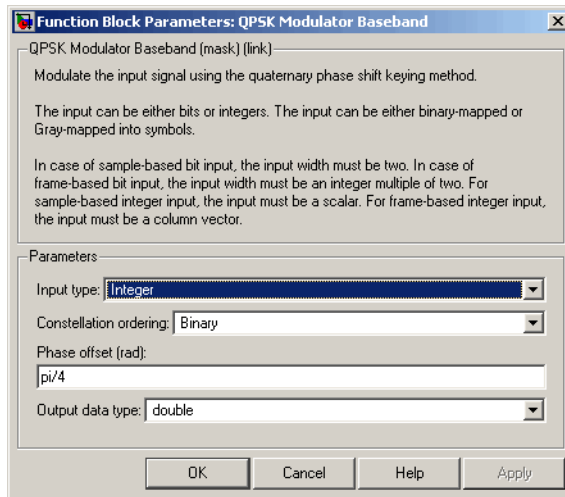 Function Block Parameters: QPSK Modulator Baseband
QPSK Modulator Baseband (mask) (link)
Modulate the input signal using the quaternary phase shift keying method.
The input can be either bits or integers. The input can be either binary-mapped or
Gray-mapped into symbols.
In case of sample-based bit input, the input width must be two. In case of
frame-based bit input, the input width must be an integer multiple of two. For
sample-based integer input, the input must be a scalar. For frame-based integer input,
the input must be a column vector.
Parameters
Input type: Integer
Constellation ordering: Binary
Phase offset (rad):
pi/4
Output data type: double
OK Cancel Help Apply